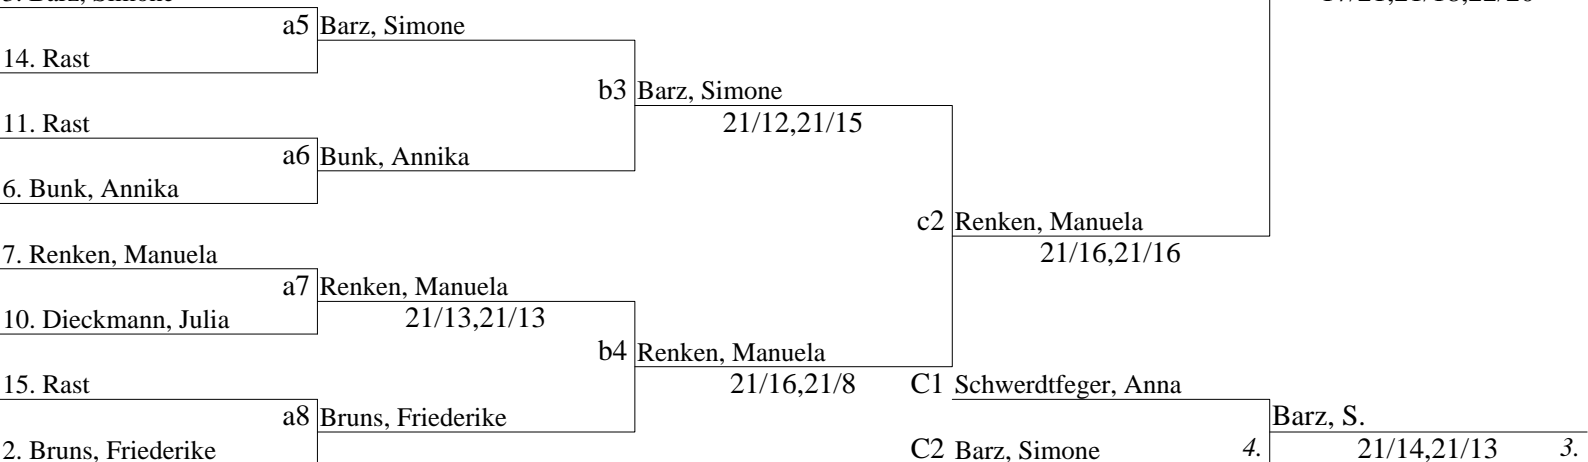 a5 Barz, Simone
14. Rast
b3 Barz, Simone
21/12,21/15
11. Rast
a6 Bunk, Annika
6. Bunk, Annika
c2 Renken, Manuela
21/16,21/16
7. Renken, Manuela
a7 Renken, Manuela
21/13,21/13
10. Dieckmann, Julia
b4 Renken, Manuela
21/16,21/8
15. Rast
a8 Bruns, Friederike
2. Bruns, Friederike
C1 Schwerdtfeger, Anna
Barz, S.
C2 Barz, Simone 4.
21/14,21/13 3.